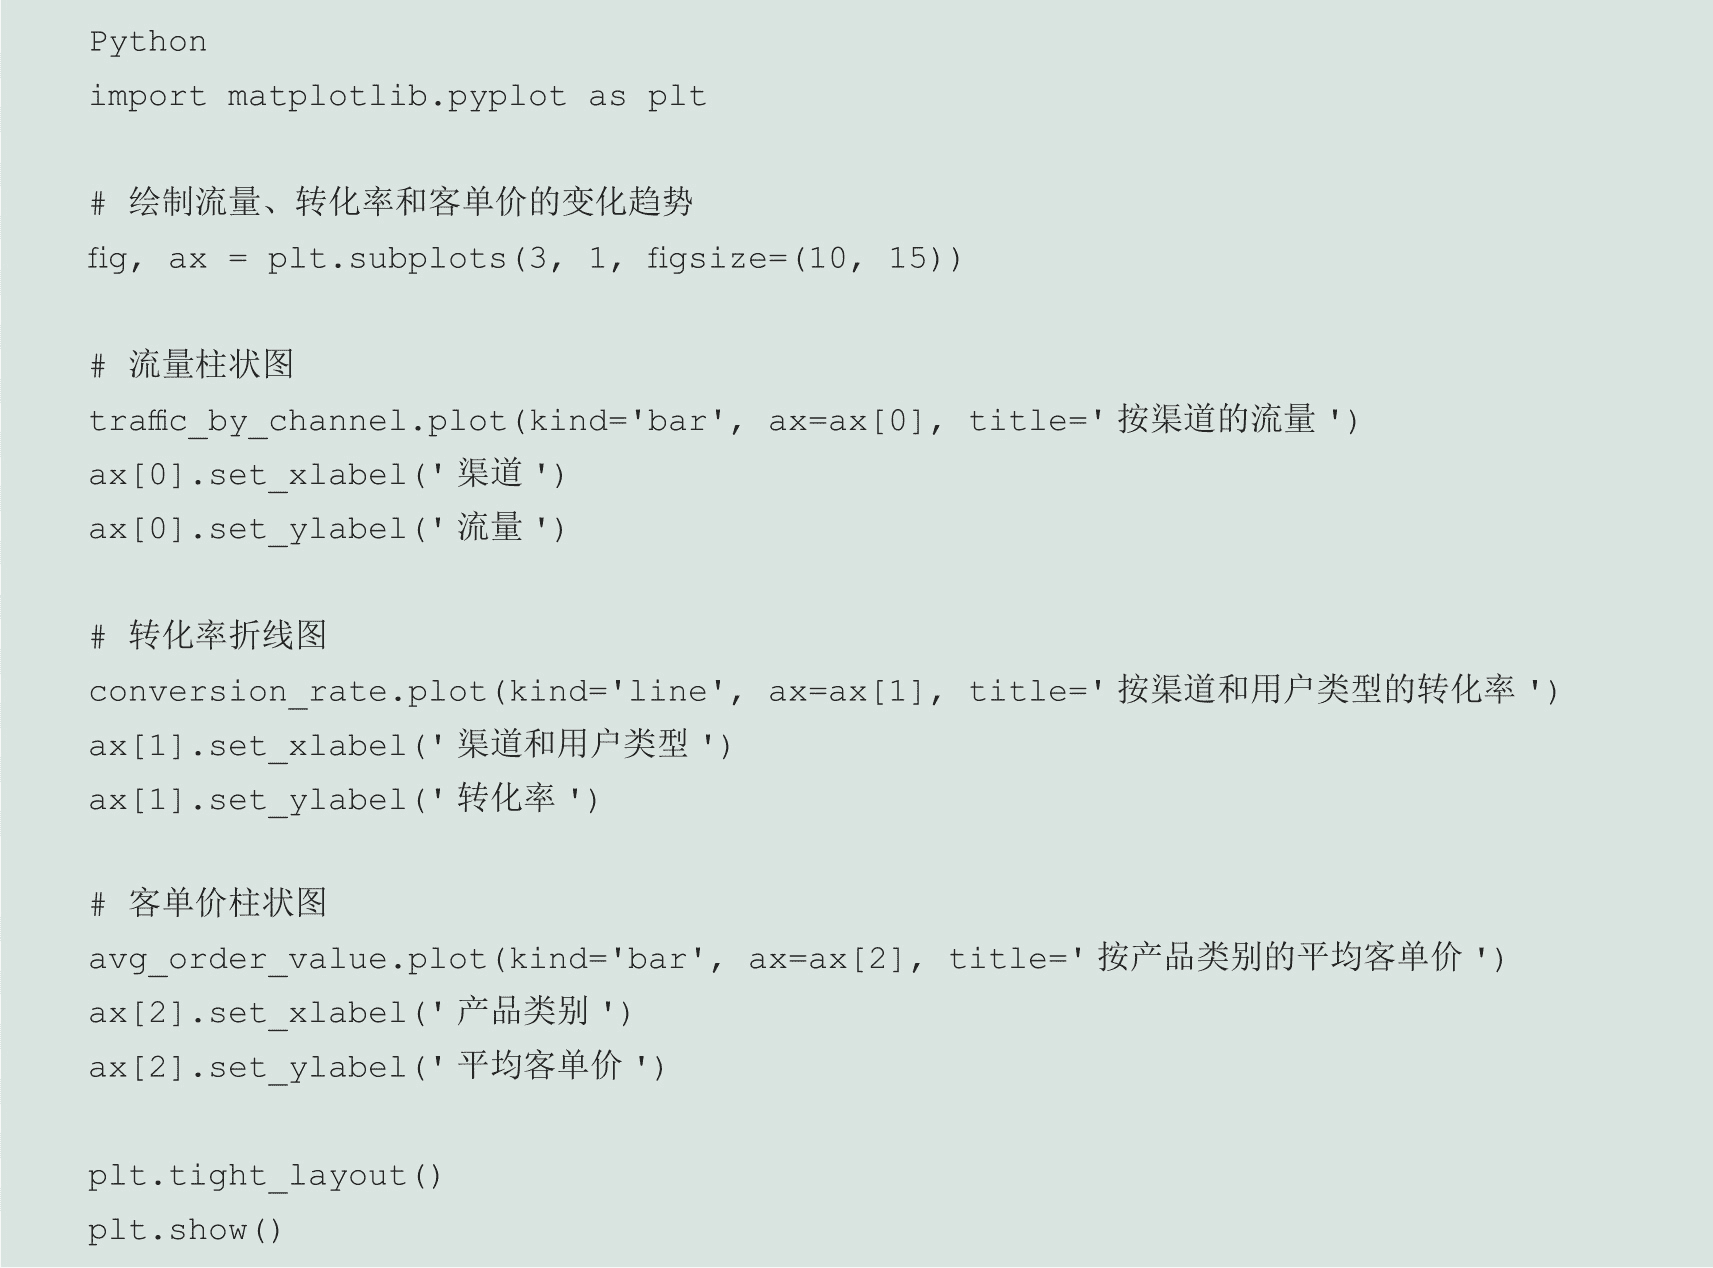 Python
import matplotlib.pyplot as plt
# 绘制流量、转化率和客单价的变化趋势
fig, ax = plt.subplots(3, 1, figsize=(10, 15))
# 流量柱状图
traffic_by_channel.plot(kind='bar', ax=ax[0], title=' 按渠道的流量 ')
ax[0].set_xlabel(' 渠道 ')
ax[0].set_ylabel(' 流量 ')
# 转化率折线图
conversion_rate.plot(kind='line', ax=ax[1], title=' 按渠道和用户类型的转化率 ')
ax[1].set_xlabel(' 渠道和用户类型 ')
ax[1].set_ylabel(' 转化率 ')
# 客单价柱状图
avg_order_value.plot(kind='bar', ax=ax[2], title=' 按产品类别的平均客单价 ')
ax[2].set_xlabel(' 产品类别 ')
ax[2].set_ylabel(' 平均客单价 ')
plt.tight_layout()
plt.show()